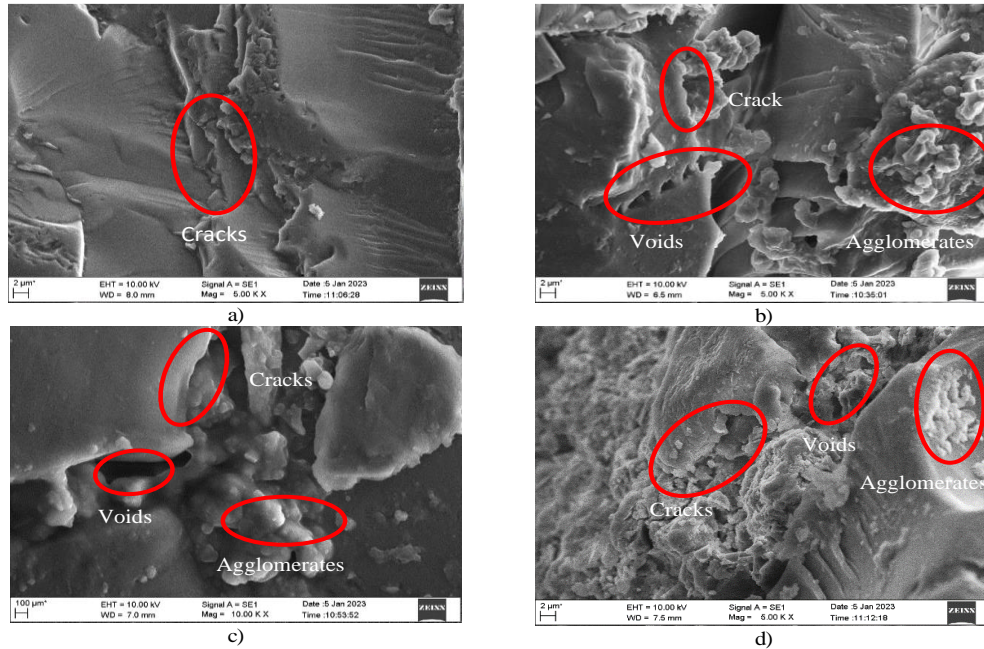 Cracks
2 µm*
EHT = 10.00 kV
WD = 8.0 mm
Signal A = SE1
Mag = 5.00 K X
Date :5 Jan 2023
Time :11:06:28
ZEISS
a)
Crack
Voids
Agglomerates
2 µm*
EHT = 10.00 kV
WD = 6.5 mm
Signal A = SE1
Mag = 5.00 K X
Date :5 Jan 2023
Time :10:35:01
ZEISS
b)
Cracks
Voids
Agglomerates
100 µm*
EHT = 10.00 kV
WD = 7.0 mm
Signal A = SE1
Mag = 10.00 K X
Date :5 Jan 2023
Time :10:53:52
ZEISS
c)
Voids
Agglomerates
Cracks
2 µm*
EHT = 10.00 kV
WD = 7.5 mm
Signal A = SE1
Mag = 5.00 K X
Date :5 Jan 2023
Time :11:12:18
ZEISS
d)